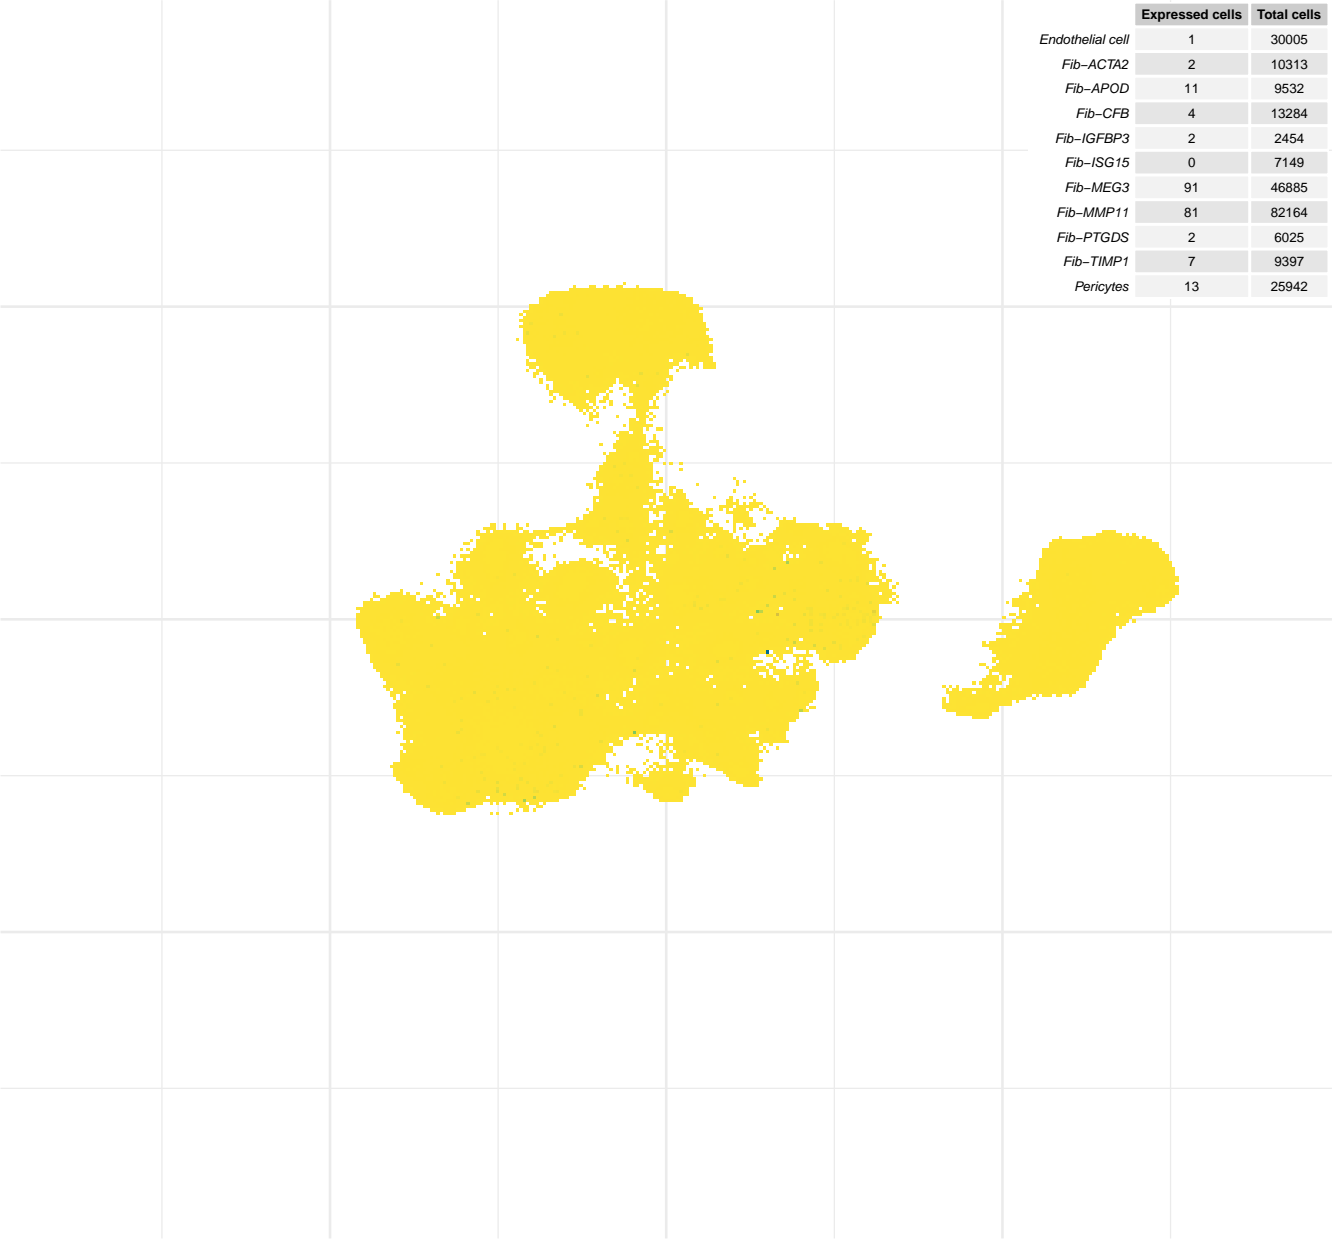 Expressed cells Total cells
Endothelial cell 1 30005
Fib−ACTA2 2 10313
Fib−APOD 11 9532
Fib−CFB 4 13284
Fib−IGFBP3 2 2454
Fib−ISG15 0 7149
Fib−MEG3 91 46885
Fib−MMP11 81 82164
Fib−PTGDS 2 6025
Fib−TIMP1 7 9397
Pericytes 13 25942